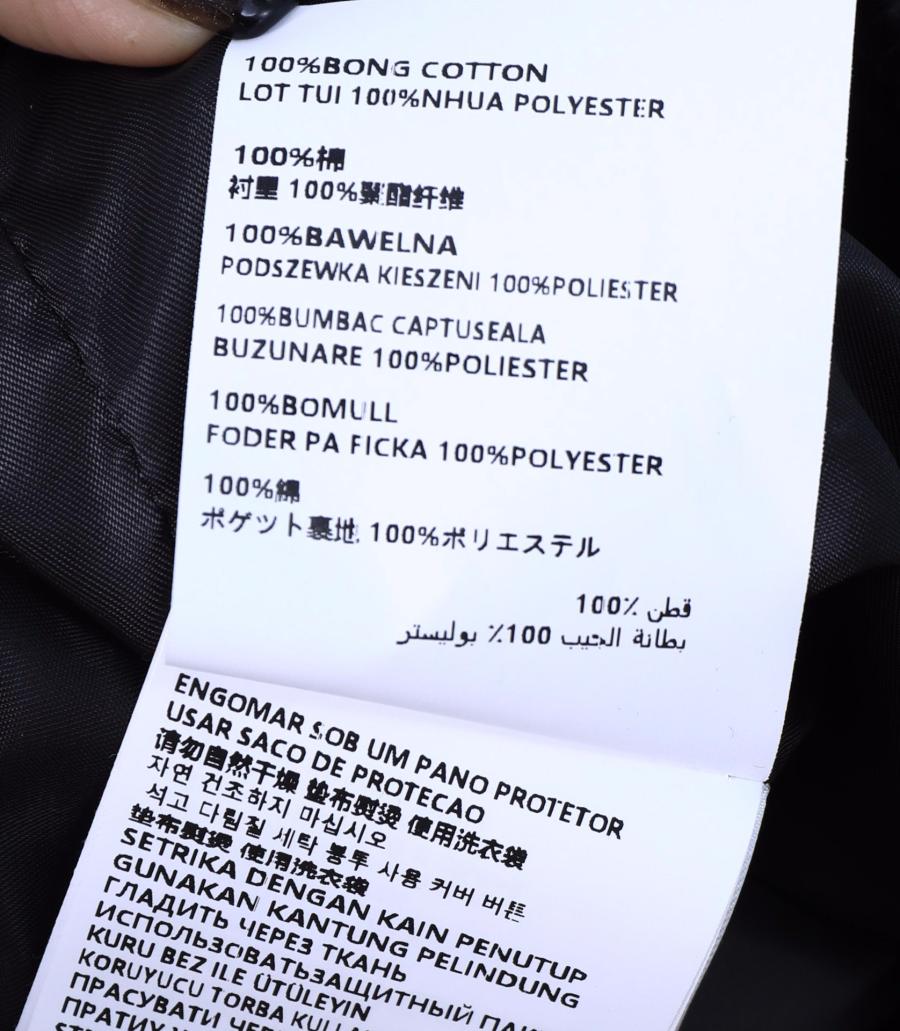 100%BONG COTTON
LOT TUI 100%NHUA POLYESTER
100%棉
衬里 100%聚酯纤维
100%BAWELNA
PODSZEWKA KIESZENI 100%POLIESTER
100%BUMBAC CAPTUSEALA
BUZUNARE 100%POLIESTER
100%BOMULL
FODER PA FICKA 100%POLYESTER
100%綿
ポケット裏地 100%ポリエステル
قطن 100%
بطانة الجيب 100% بوليستر
ENGOMAR SOB UM PANO PROTETOR
USAR SACO DE PROTECAO
请勿自然干燥 垫布熨烫 使用洗衣袋
자연 건조하지 마십시오
석고 다림질 세탁 봉투 사용 커버 버튼
垫布熨烫 使用洗衣袋
SETRIKA DENGAN KAIN PENUTUP
GUNAKAN KANTUNG PELINDUNG
ГЛАДИТЬ ЧЕРЕЗ ТКАНЬ
ИСПОЛЬЗОВАТЬЗАЩИТНЫЙ
KURU BEZ ILE ÜTÜLEYIN
KORUYUCU TORBA
ПРАСУВАТИ
ПРАТИ